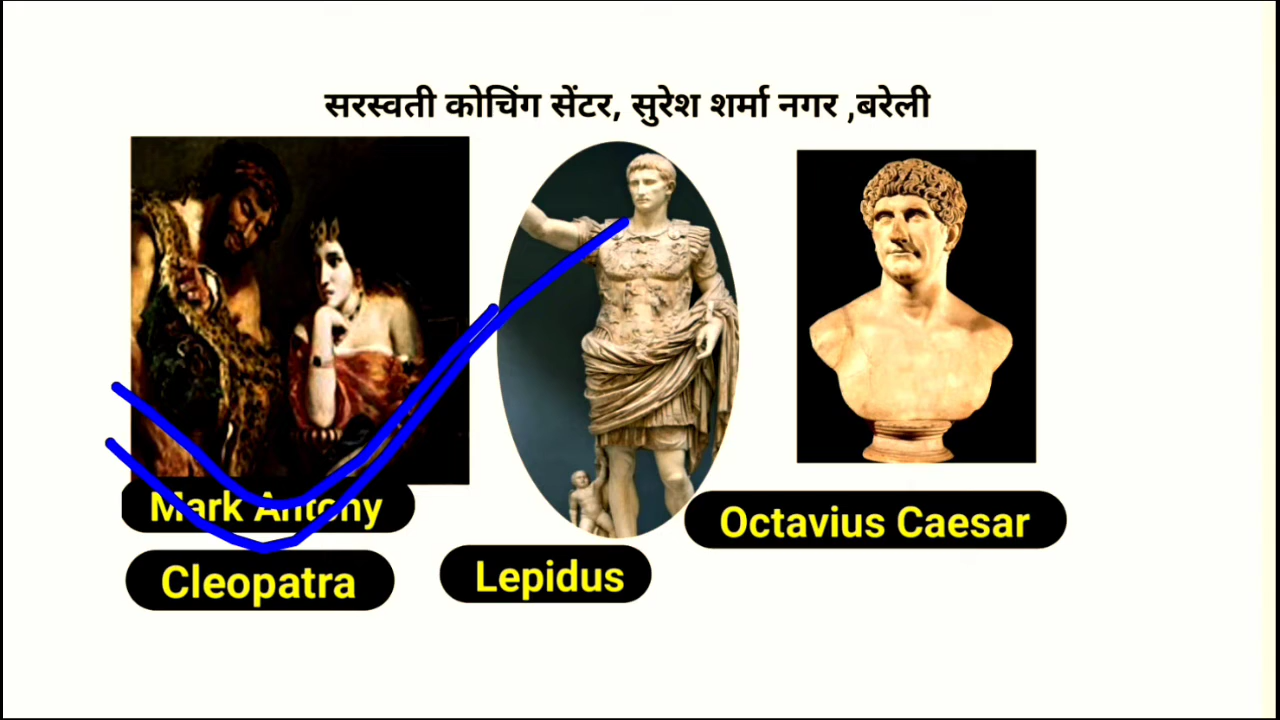 सरस्वती कोचिंग सेंटर, सुरेश शर्मा नगर ,बरेली
Mark Antony
Cleopatra
Lepidus
Octavius Caesar